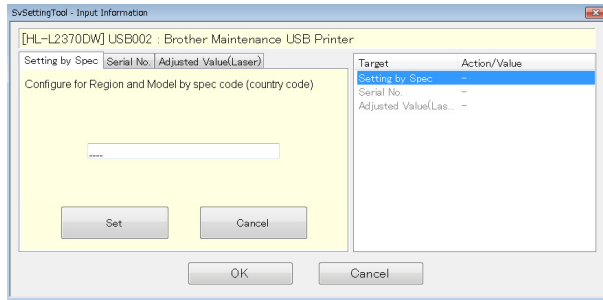 SvSettingTool - Input Information
[HL-L2370DW] USB002 : Brother Maintenance USB Printer
Setting by Spec Serial No. Adjusted Value(Laser)
Configure for Region and Model by spec code (country code)
----
Set Cancel
Target Action/Value
Setting by Spec -
Serial No. -
Adjusted Value(Las... -
OK Cancel